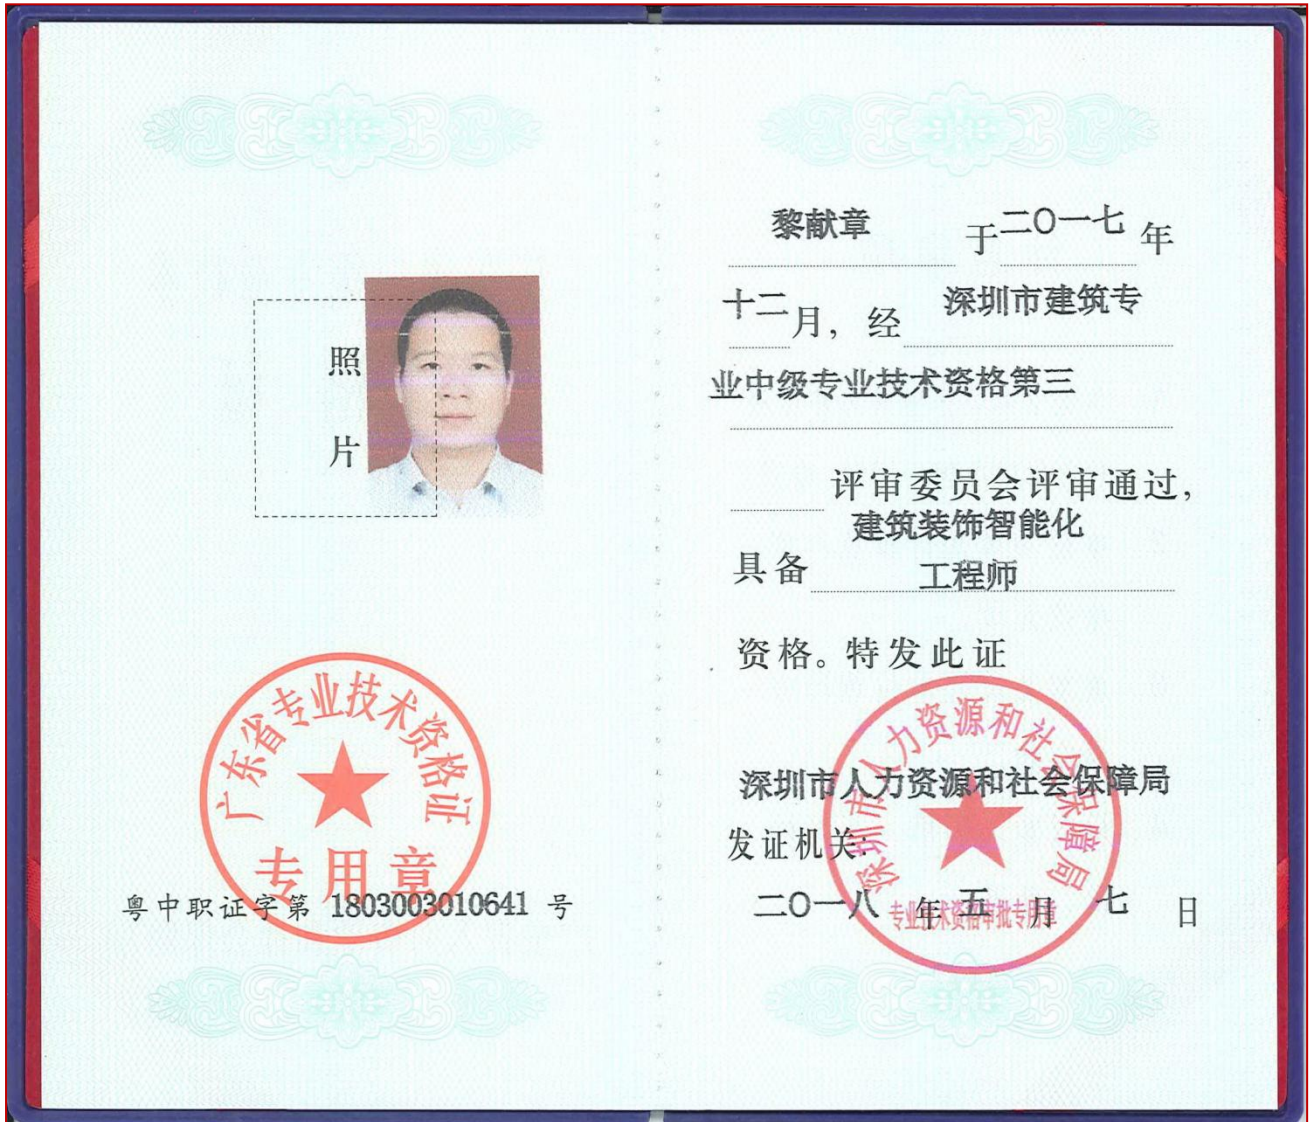 照
片
广东省专业技术资格证
专用章
粤中职证字第 1803003010641 号
黎献章 于二〇一七年
十二月，经 深圳市建筑专
业中级专业技术资格第三
评审委员会评审通过，
建筑装饰智能化
具备 工程师
资格。特发此证
深圳市人力资源和社会保障局
深圳市人力资源和社会保障局
发证机关：
二〇一八 年 五 月 七 日
专业技术资格审批专用章